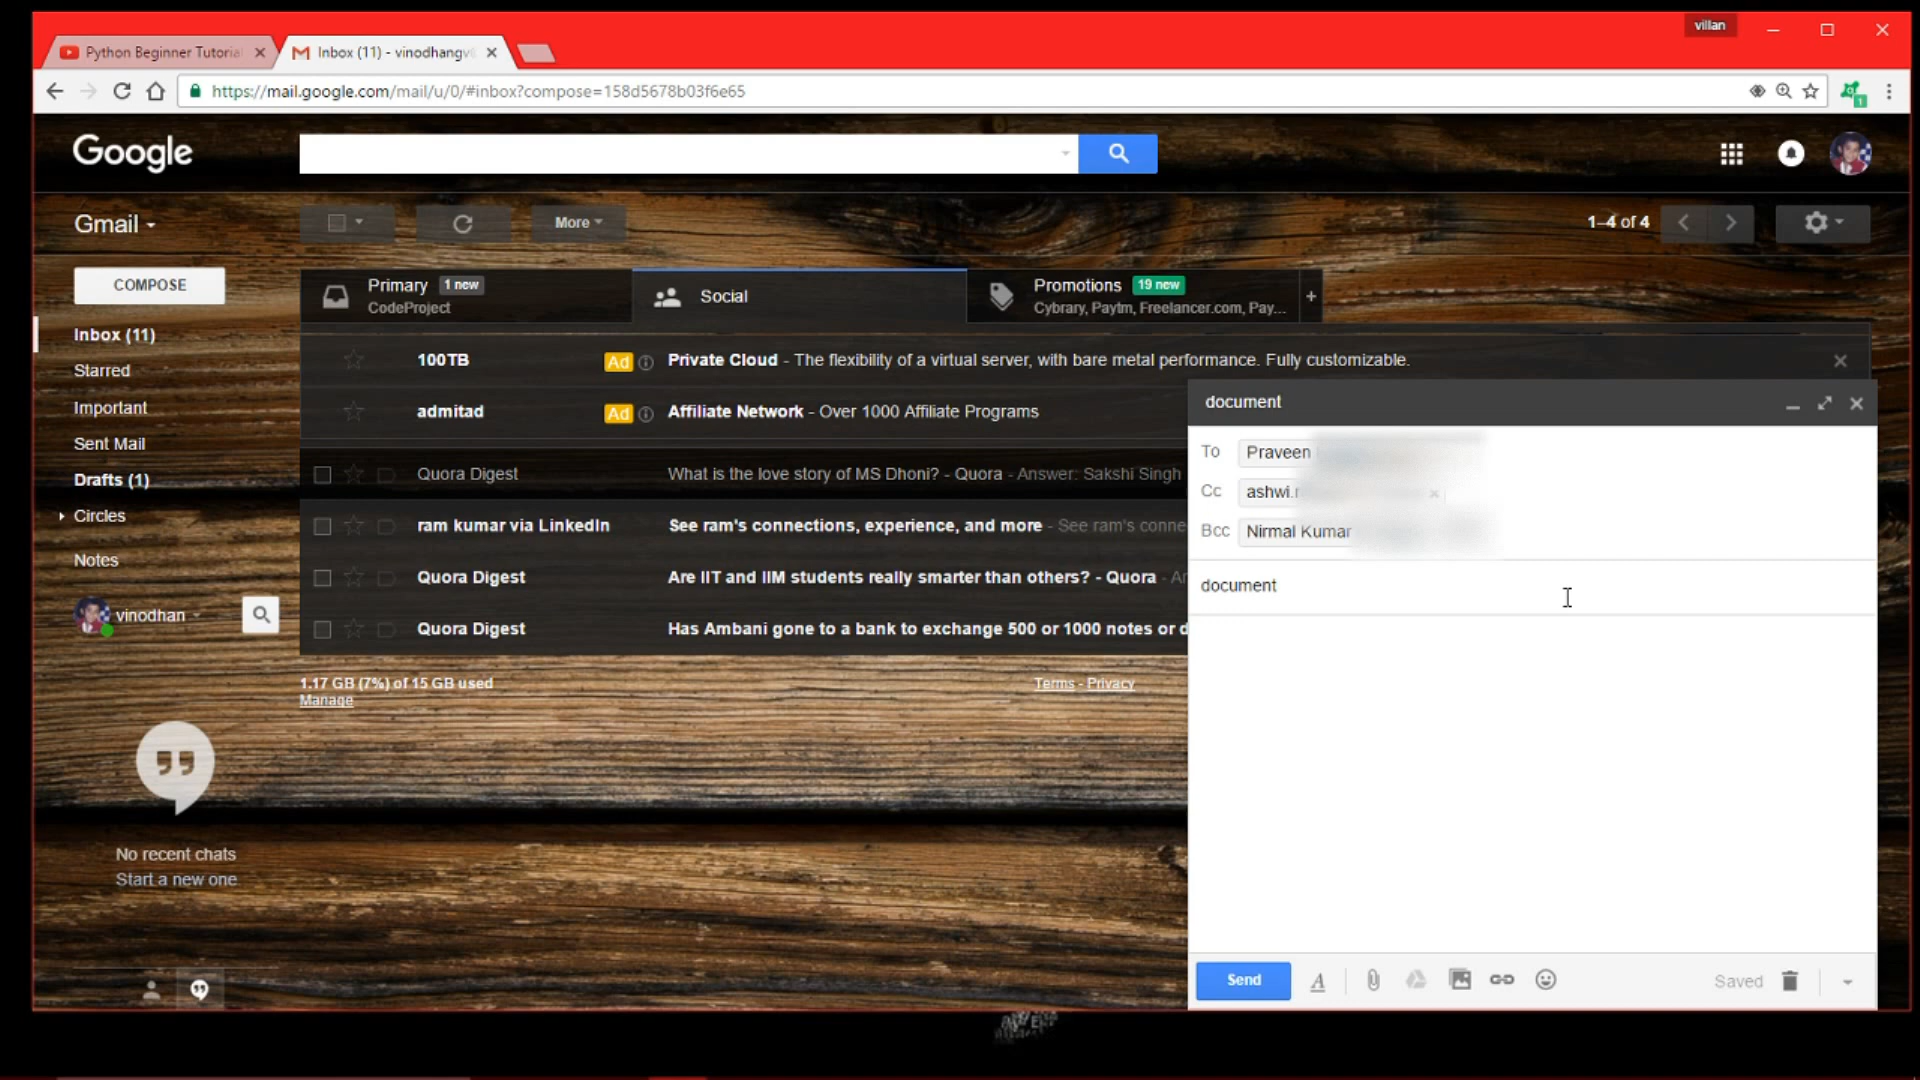 villan
Python Beginner Tutorial
Inbox (11) - vinodhangv
https://mail.google.com/mail/u/0/#inbox?compose=158d5678b03f6e65
1
Google
Gmail
More
1–4 of 4
COMPOSE
Primary 1 new
CodeProject
Social
Promotions 19 new
Cybrary, Paytm, Freelancer.com, Pay...
+
Inbox (11)
Starred
Important
Sent Mail
Drafts (1)
Circles
Notes
vinodhan
100TB Ad Private Cloud - The flexibility of a virtual server, with bare metal performance. Fully customizable.
admitad Ad Affiliate Network - Over 1000 Affiliate Programs
Quora Digest What is the love story of MS Dhoni? - Quora - Answer: Sakshi Singh
ram kumar via LinkedIn See ram's connections, experience, and more - See ram's conne
Quora Digest Are IIT and IIM students really smarter than others? - Quora - An
Quora Digest Has Ambani gone to a bank to exchange 500 or 1000 notes or d
1.17 GB (7%) of 15 GB used
Manage
Terms - Privacy
No recent chats
Start a new one
document
To Praveen
Cc ashwi.
Bcc Nirmal Kumar
document
Send
A
Saved